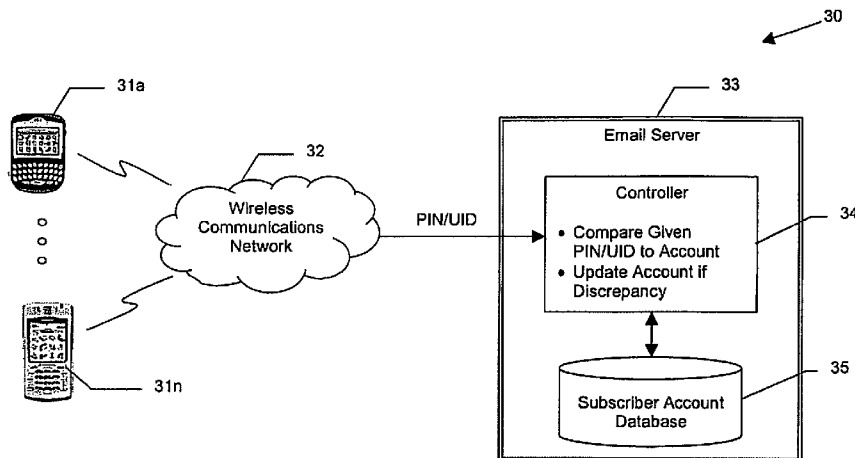 30
31a
33
Email Server
32
Controller
34
Wireless
Communications
Network
PIN/UID
• Compare Given
PIN/UID to Account
• Update Account if
Discrepancy
31n
35
Subscriber Account
Database